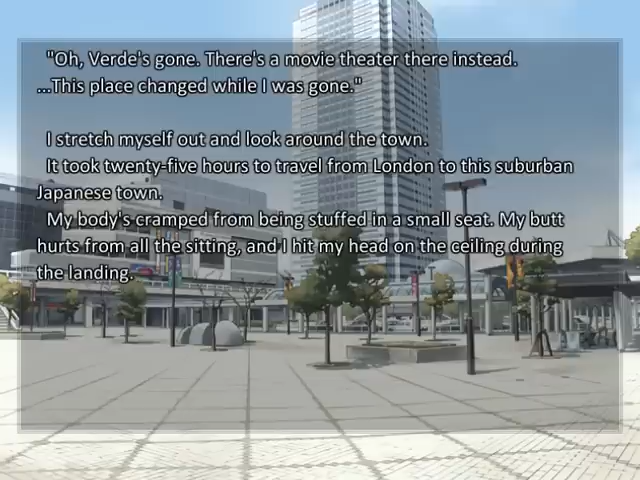 "Oh, Verde's gone. There's a movie theater there instead.
...This place changed while I was gone."
I stretch myself out and look around the town.
It took twenty-five hours to travel from London to this suburban
Japanese town.
My body's cramped from being stuffed in a small seat. My butt
hurts from all the sitting, and I hit my head on the ceiling during
the landing.